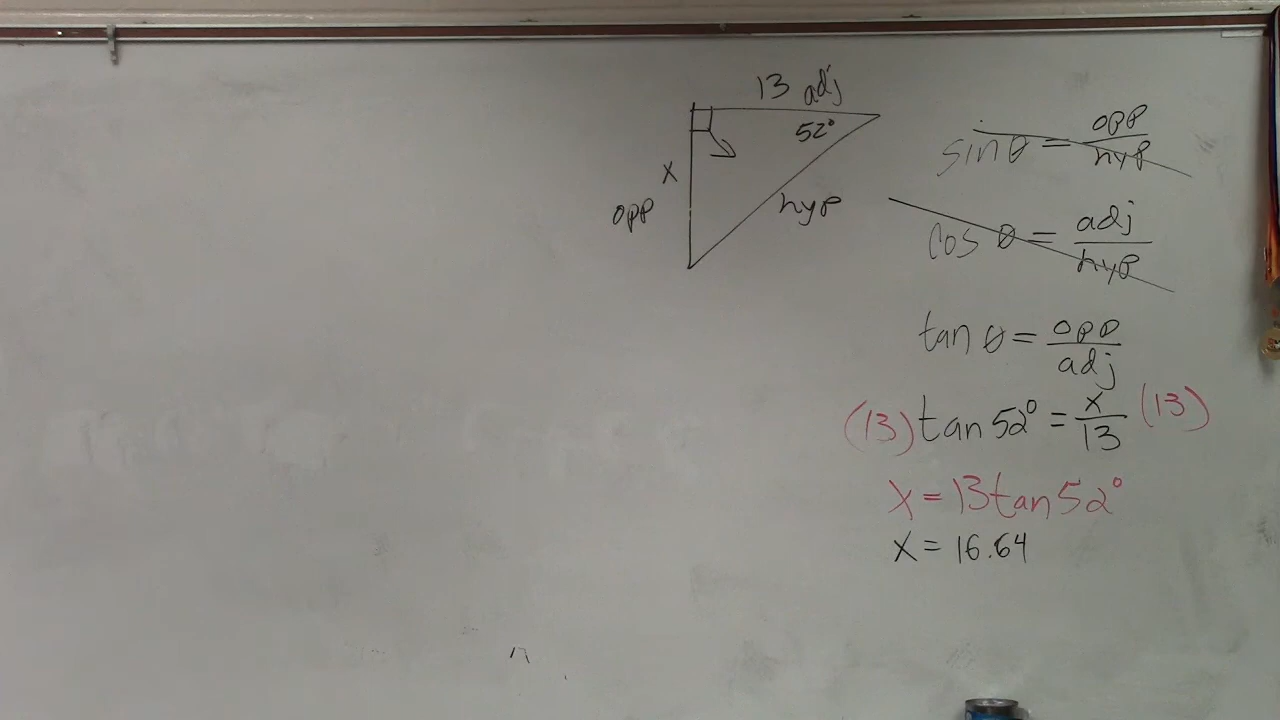 13 adj
52°
x
opp
hyp
sin θ = opp/hyp
cos θ = adj/hyp
tan θ = opp/adj
(13) tan 52° = x/13 (13)
x = 13 tan 52°
x = 16.64